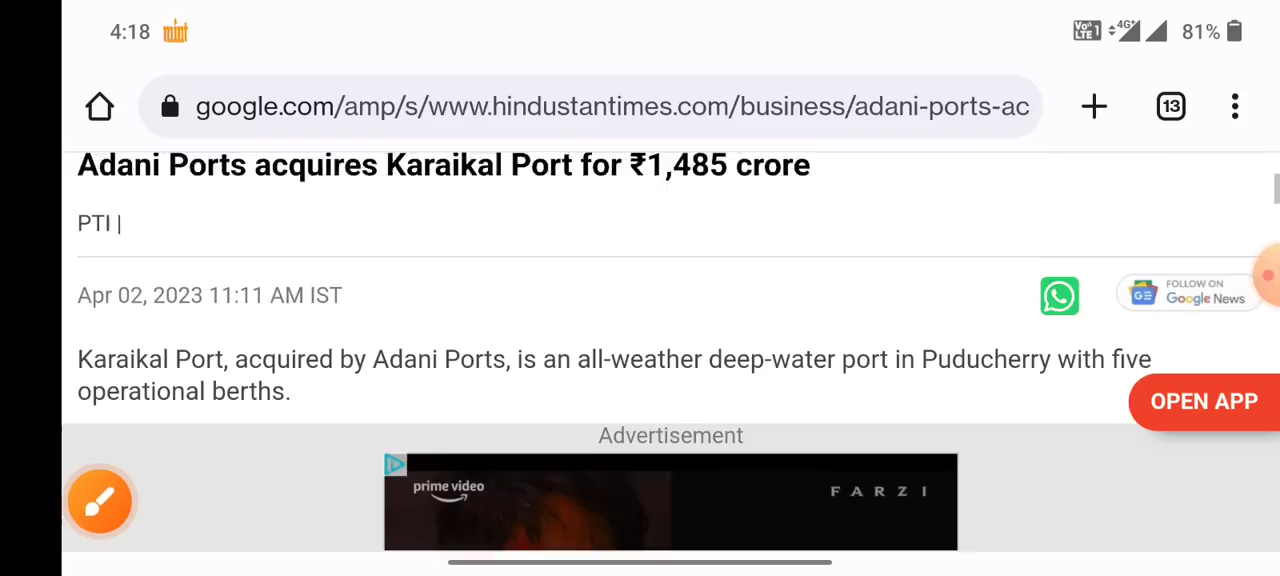 4:18 mint VoLTE1 4G+ 81%
google.com/amp/s/www.hindustantimes.com/business/adani-ports-ac 13
Adani Ports acquires Karaikal Port for ₹1,485 crore
PTI |
Apr 02, 2023 11:11 AM IST
FOLLOW ON
Google News
Karaikal Port, acquired by Adani Ports, is an all-weather deep-water port in Puducherry with five
operational berths.
OPEN APP
Advertisement
prime video
FARZI